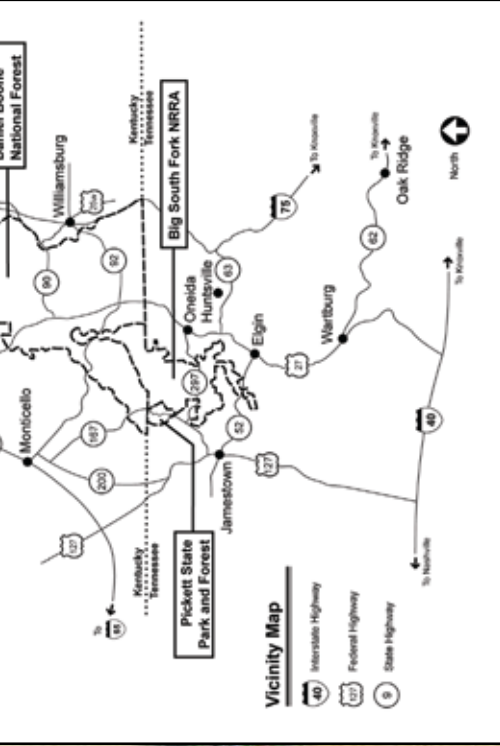 Daniel Boone
National Forest
Monticello
90
Williamsburg
127
167
200
92
To
65
Kentucky
Tennessee
Kentucky
Tennessee
Big South Fork NRRA
Pickett State
Park and Forest
297
Oneida
Huntsville
63
75
To Knoxville
Jamestown
52
Elgin
127
27
Wartburg
62
To Knoxville
Oak Ridge
Vicinity Map
40 Interstate Highway
127 Federal Highway
9 State Highway
To Nashville
40
To Knoxville
North